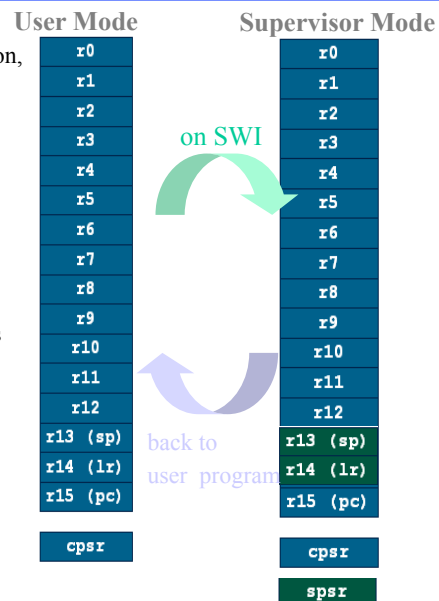 User Mode
on,
r0
r1
r2
r3
r4
r5
r6
r7
r8
r9
r10
r11
r12
r13 (sp)
r14 (lr)
r15 (pc)
cpsr
on SWI
back to
user program
Supervisor Mode
r0
r1
r2
r3
r4
r5
r6
r7
r8
r9
r10
r11
r12
r13 (sp)
r14 (lr)
r15 (pc)
cpsr
spsr